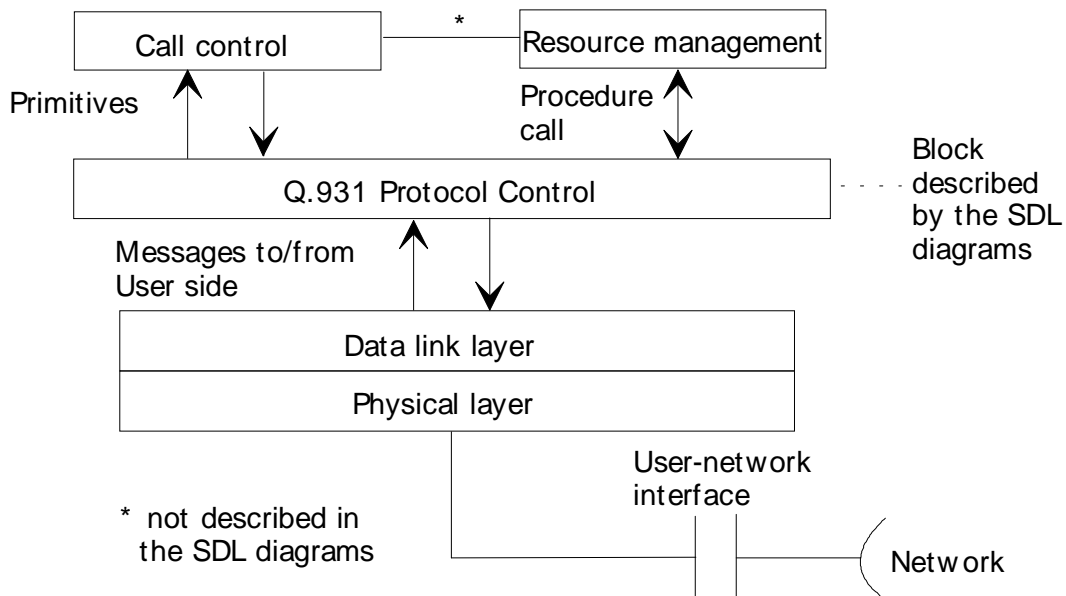 *
Call control
Resource management
Primitives
Procedure
call
Q.931 Protocol Control
Block
described
by the SDL
diagrams
Messages to/from
User side
Data link layer
Physical layer
User-network
interface
* not described in
the SDL diagrams
Network